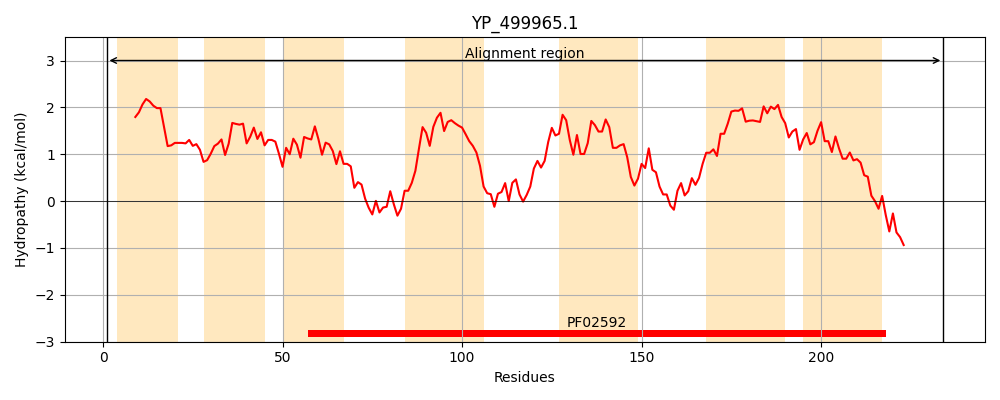 YP_499965.1
Alignment region
Hydropathy (kcal/mol)
3
2
1
0
−1
−2
−3
PF02592
0 50 100 150 200
Residues